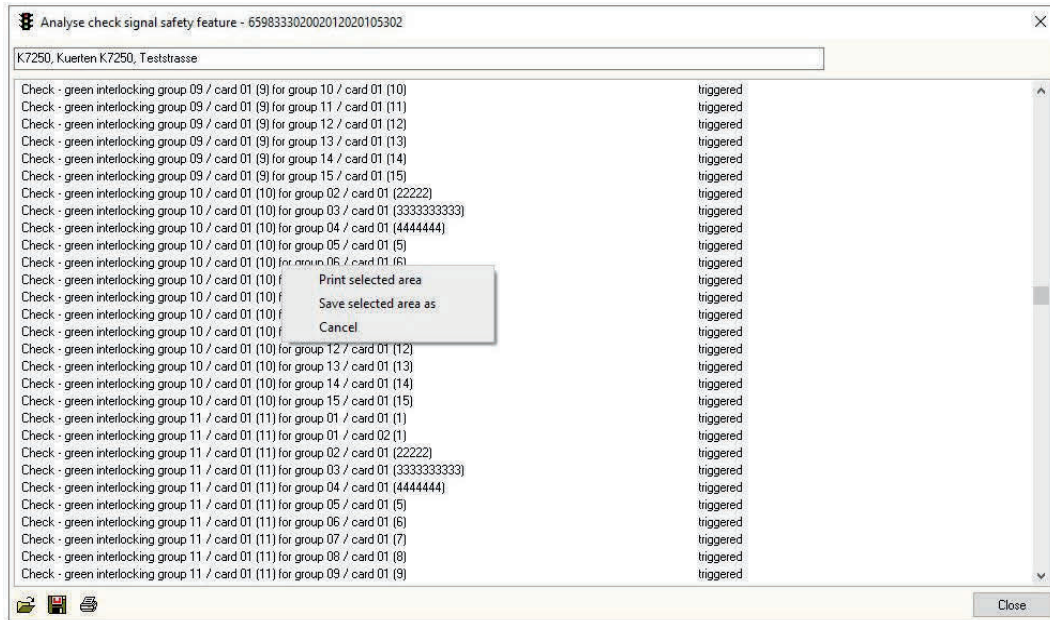 Analyse check signal safety feature - 659833302002012020105302
K7250, Kuerten K7250, Teststrasse
Check - green interlocking group 09 / card 01 (9) for group 10 / card 01 (10) triggered
Check - green interlocking group 09 / card 01 (9) for group 11 / card 01 (11) triggered
Check - green interlocking group 09 / card 01 (9) for group 12 / card 01 (12) triggered
Check - green interlocking group 09 / card 01 (9) for group 13 / card 01 (13) triggered
Check - green interlocking group 09 / card 01 (9) for group 14 / card 01 (14) triggered
Check - green interlocking group 09 / card 01 (9) for group 15 / card 01 (15) triggered
Check - green interlocking group 10 / card 01 (10) for group 02 / card 01 (22222) triggered
Check - green interlocking group 10 / card 01 (10) for group 03 / card 01 (3333333333) triggered
Check - green interlocking group 10 / card 01 (10) for group 04 / card 01 (4444444) triggered
Check - green interlocking group 10 / card 01 (10) for group 05 / card 01 (5) triggered
Check - green interlocking group 10 / card 01 (10) for group 06 / card 01 (6) triggered
Check - green interlocking group 10 / card 01 (10) triggered
Print selected area
Check - green interlocking group 10 / card 01 (10) triggered
Save selected area as
Check - green interlocking group 10 / card 01 (10) triggered
Check - green interlocking group 10 / card 01 (10) triggered
Cancel
Check - green interlocking group 10 / card 01 (10) for group 12 / card 01 (12) triggered
Check - green interlocking group 10 / card 01 (10) for group 13 / card 01 (13) triggered
Check - green interlocking group 10 / card 01 (10) for group 14 / card 01 (14) triggered
Check - green interlocking group 10 / card 01 (10) for group 15 / card 01 (15) triggered
Check - green interlocking group 11 / card 01 (11) for group 01 / card 01 (1) triggered
Check - green interlocking group 11 / card 01 (11) for group 01 / card 02 (1) triggered
Check - green interlocking group 11 / card 01 (11) for group 02 / card 01 (22222) triggered
Check - green interlocking group 11 / card 01 (11) for group 03 / card 01 (3333333333) triggered
Check - green interlocking group 11 / card 01 (11) for group 04 / card 01 (4444444) triggered
Check - green interlocking group 11 / card 01 (11) for group 05 / card 01 (5) triggered
Check - green interlocking group 11 / card 01 (11) for group 06 / card 01 (6) triggered
Check - green interlocking group 11 / card 01 (11) for group 07 / card 01 (7) triggered
Check - green interlocking group 11 / card 01 (11) for group 08 / card 01 (8) triggered
Check - green interlocking group 11 / card 01 (11) for group 09 / card 01 (9) triggered
Close